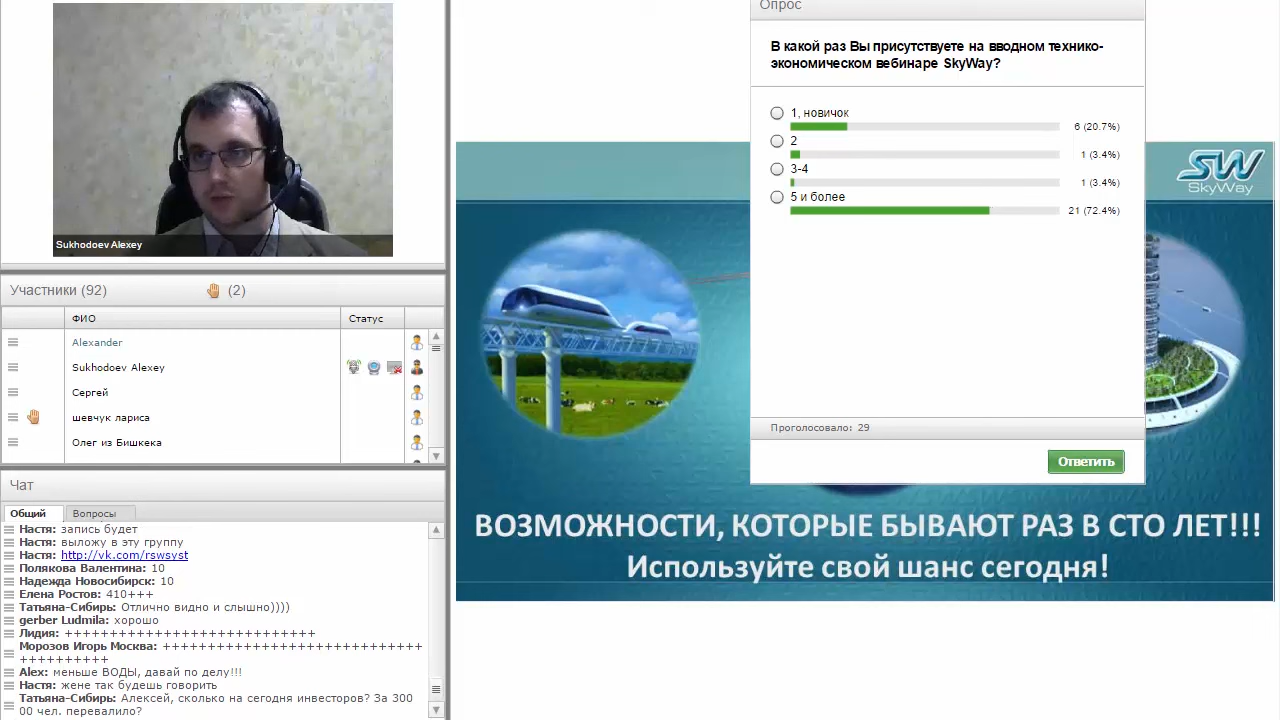 Sukhodoev Alexey
Участники (92)
(2)
ФИО
Статус
Alexander
Sukhodoev Alexey
Сергей
шевчук лариса
Олег из Бишкека
Чат
Общий
Вопросы
Настя: запись будет
Настя: выложу в эту группу
Настя: http://vk.com/rswsyst
Полякова Валентина: 10
Надежда Новосибирск: 10
Елена Ростов: 410+++
Татьяна-Сибирь: Отлично видно и слышно))))
gerber Ludmila: хорошо
Лидия: +++++++++++++++++++++++++++
Морозов Игорь Москва: ++++++++++++++++++++++++++++
++++++++++
Alex: меньше ВОДЫ, давай по делу!!!
Настя: жене так будешь говорить
Татьяна-Сибирь: Алексей, сколько на сегодня инвесторов? За 300
00 чел. перевалило?
Опрос
В какой раз Вы присутствуете на вводном технико-
экономическом вебинаре SkyWay?
1, новичок
6 (20.7%)
2
1 (3.4%)
3-4
1 (3.4%)
5 и более
21 (72.4%)
Проголосовало: 29
Ответить
SW
SkyWay
ВОЗМОЖНОСТИ, КОТОРЫЕ БЫВАЮТ РАЗ В СТО ЛЕТ!!!
Используйте свой шанс сегодня!